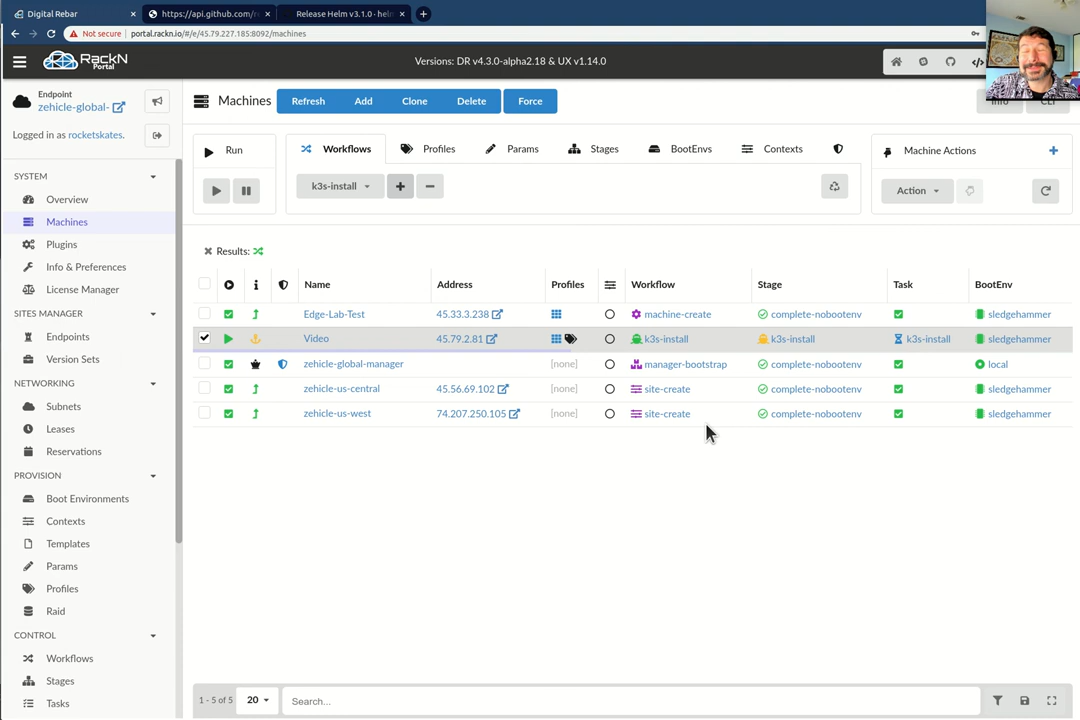 Digital Rebar
https://api.github.com/r
Release Helm v3.1.0 · heln
Not secure | portal.rackn.io/#/e/45.79.227.185:8092/machines
RackN
Portal
Versions: DR v4.3.0-alpha2.18 & UX v1.14.0
Endpoint
zehicle-global-
Logged in as rocketskates.
Machines
Refresh
Add
Clone
Delete
Force
Info
CLI
Run
Workflows
Profiles
Params
Stages
BootEnvs
Contexts
k3s-install
Machine Actions
Action
SYSTEM
Overview
Machines
Plugins
Info & Preferences
License Manager
SITES MANAGER
Endpoints
Version Sets
NETWORKING
Subnets
Leases
Reservations
PROVISION
Boot Environments
Contexts
Templates
Params
Profiles
Raid
CONTROL
Workflows
Stages
Tasks
Results:
Name Address Profiles Workflow Stage Task BootEnv
Edge-Lab-Test 45.33.3.238 machine-create complete-nobootenv sledgehammer
Video 45.79.2.81 k3s-install k3s-install k3s-install sledgehammer
zehicle-global-manager [none] manager-bootstrap complete-nobootenv local
zehicle-us-central 45.56.69.102 [none] site-create complete-nobootenv sledgehammer
zehicle-us-west 74.207.250.105 [none] site-create complete-nobootenv sledgehammer
1 - 5 of 5
20
Search...